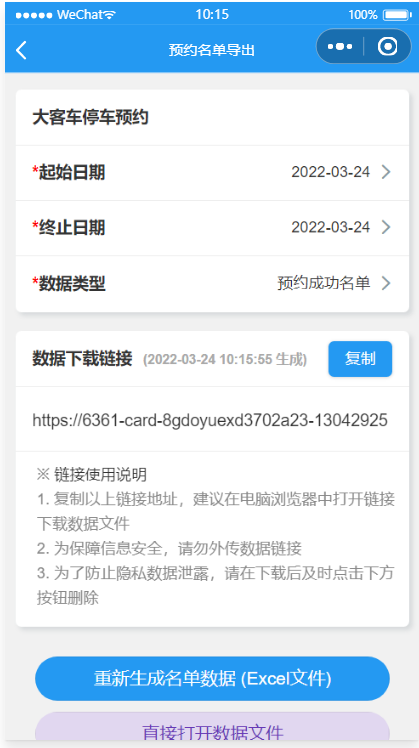 WeChat 10:15 100%
预约名单导出
大客车停车预约
*起始日期 2022-03-24
*终止日期 2022-03-24
*数据类型 预约成功名单
数据下载链接 (2022-03-24 10:15:55 生成) 复制
https://6361-card-8gdoyuexd3702a23-13042925
※ 链接使用说明
1. 复制以上链接地址，建议在电脑浏览器中打开链接
下载数据文件
2. 为保障信息安全，请勿外传数据链接
3. 为了防止隐私数据泄露，请在下载后及时点击下方
按钮删除
重新生成名单数据 (Excel文件)
直接打开数据文件